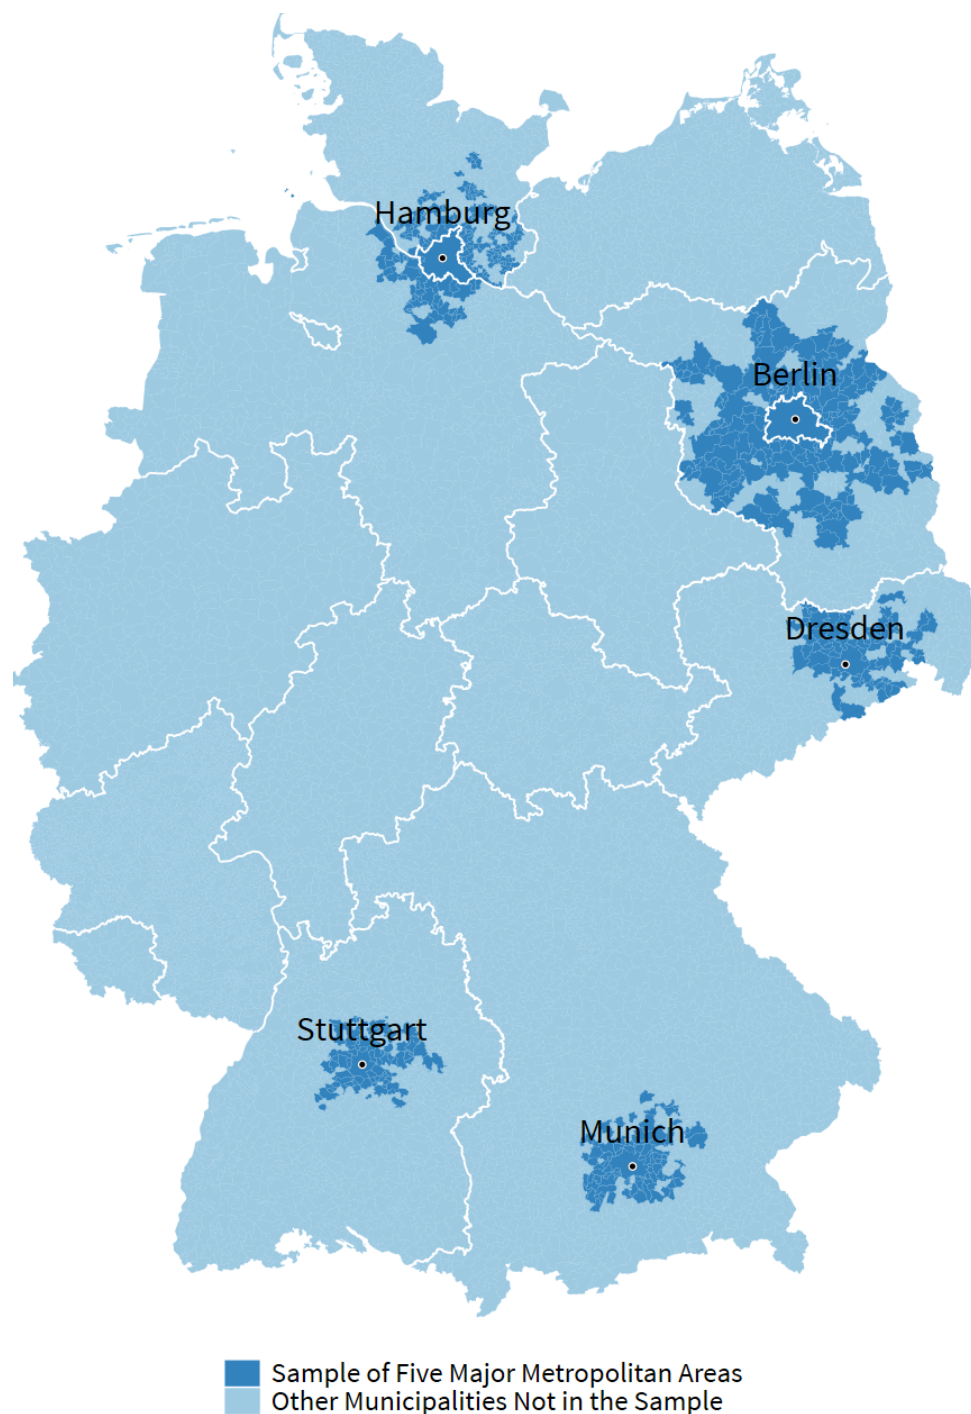 Hamburg
Berlin
Dresden
Stuttgart
Munich
Sample of Five Major Metropolitan Areas
Other Municipalities Not in the Sample